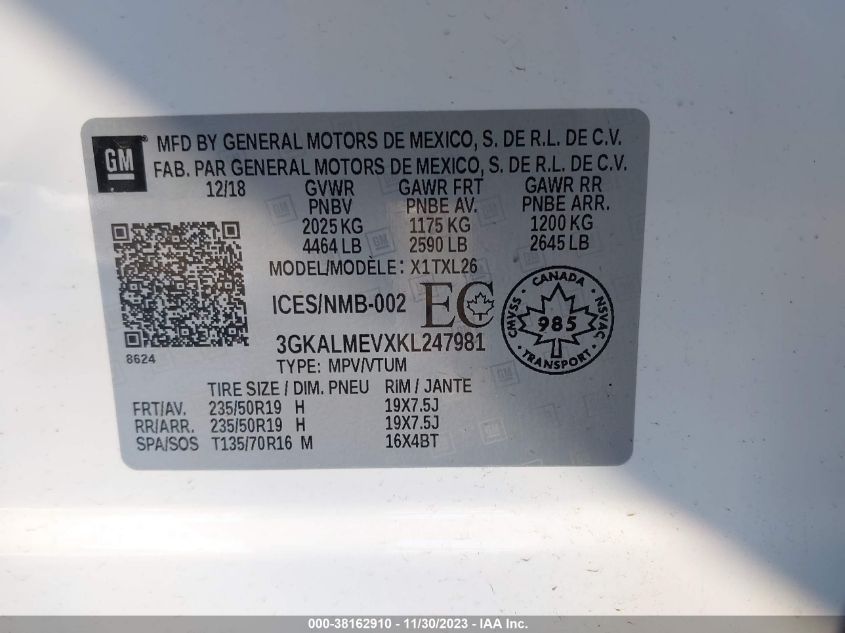 GM
MFD BY GENERAL MOTORS DE MEXICO, S. DE R.L. DE C.V.
FAB. PAR GENERAL MOTORS DE MEXICO, S. DE R.L. DE C.V.
12/18 GVWR GAWR FRT GAWR RR
PNBV PNBE AV. PNBE ARR.
2025 KG 1175 KG 1200 KG
4464 LB 2590 LB 2645 LB
MODEL/MODÈLE: X1TXL26
ICES/NMB-002 EC
CANADA
CMVSS 985 NSVAC
TRANSPORT
3GKALMEVXKL247981
8624
TYPE: MPV/VTUM
TIRE SIZE / DIM. PNEU RIM / JANTE
FRT/AV. 235/50R19 H 19X7.5J
RR/ARR. 235/50R19 H 19X7.5J
SPA/SOS T135/70R16 M 16X4BT
000-38162910 - 11/30/2023 - IAA Inc.